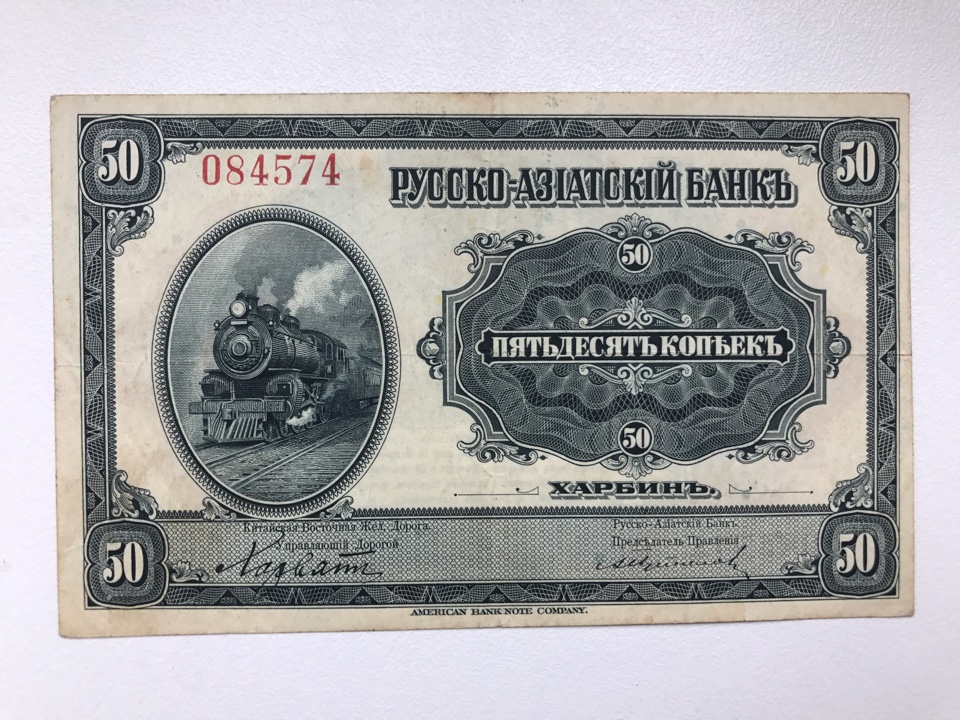 50
50
084574
РУССКО-АЗІАТСКІЙ БАНКЪ
50
ПЯТЬДЕСЯТЪ КОПѢЕКЪ
50
ХАРБИНЪ.
Китайская Восточная Жел. Дорога.
Управляющій Дорогой
Русско-Азіатскій Банкъ.
Предсѣдатель Правленія
50
50
AMERICAN BANK NOTE COMPANY.